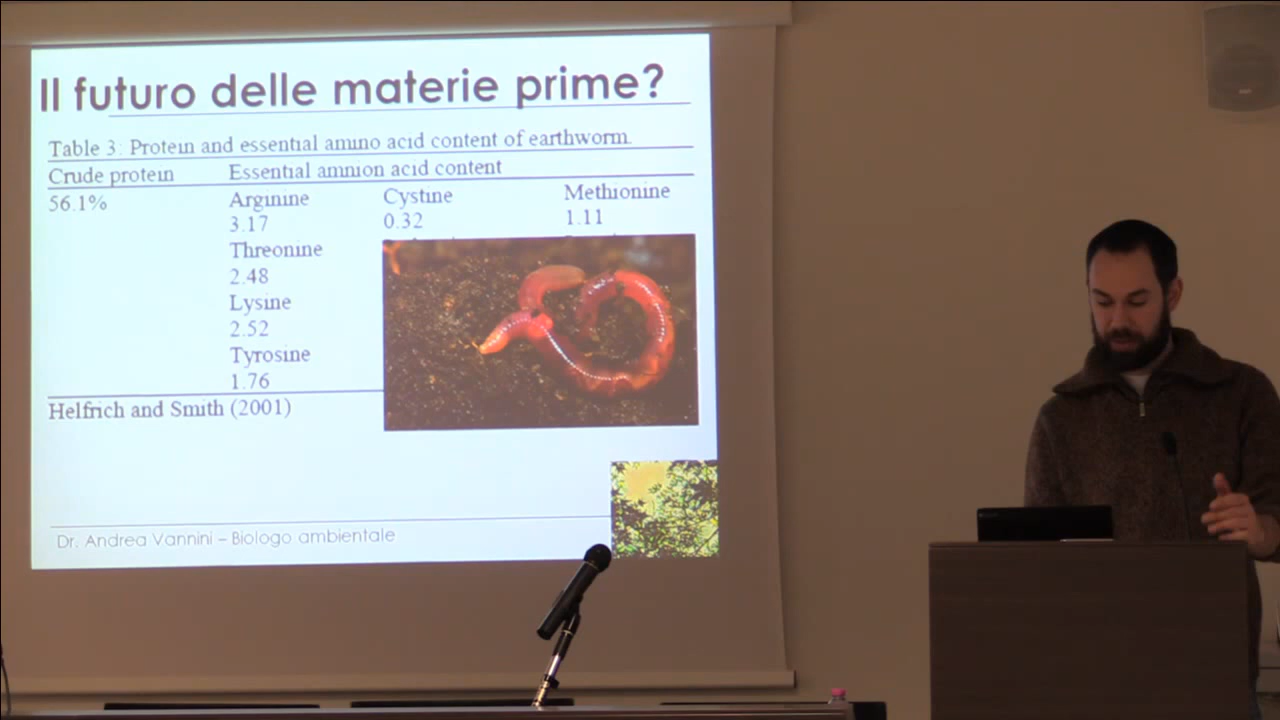 Il futuro delle materie prime?
Table 3: Protein and essential amino acid content of earthworm.
Crude protein Essential amnion acid content
56.1% Arginine Cystine Methionine
3.17 0.32 1.11
Threonine
2.48
Lysine
2.52
Tyrosine
1.76
Helfrich and Smith (2001)
Dr. Andrea Vannini – Biologo ambientale